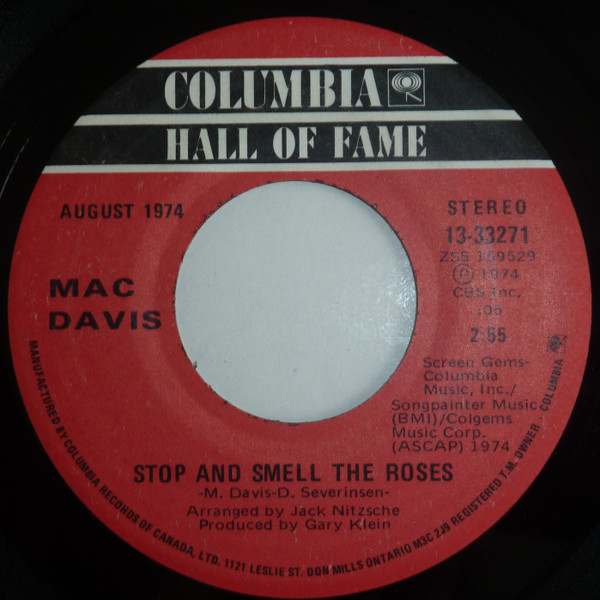 COLUMBIA
HALL OF FAME
AUGUST 1974
STEREO
13-33271
ZSS 159529
Ⓟ 1974
CBS Inc.
:06
2:55
MAC
DAVIS
Screen Gems-
Columbia
Music, Inc./
Songpainter Music
(BMI)/Colgems
Music Corp.
(ASCAP) 1974
STOP AND SMELL THE ROSES
-M. Davis-D. Severinsen-
Arranged by Jack Nitzsche
Produced by Gary Klein
MANUFACTURED BY COLUMBIA RECORDS OF CANADA, LTD. 1121 LESLIE ST. DON MILLS ONTARIO M3C 2J9 REGISTERED T.M. OWNER - COLUMBIA